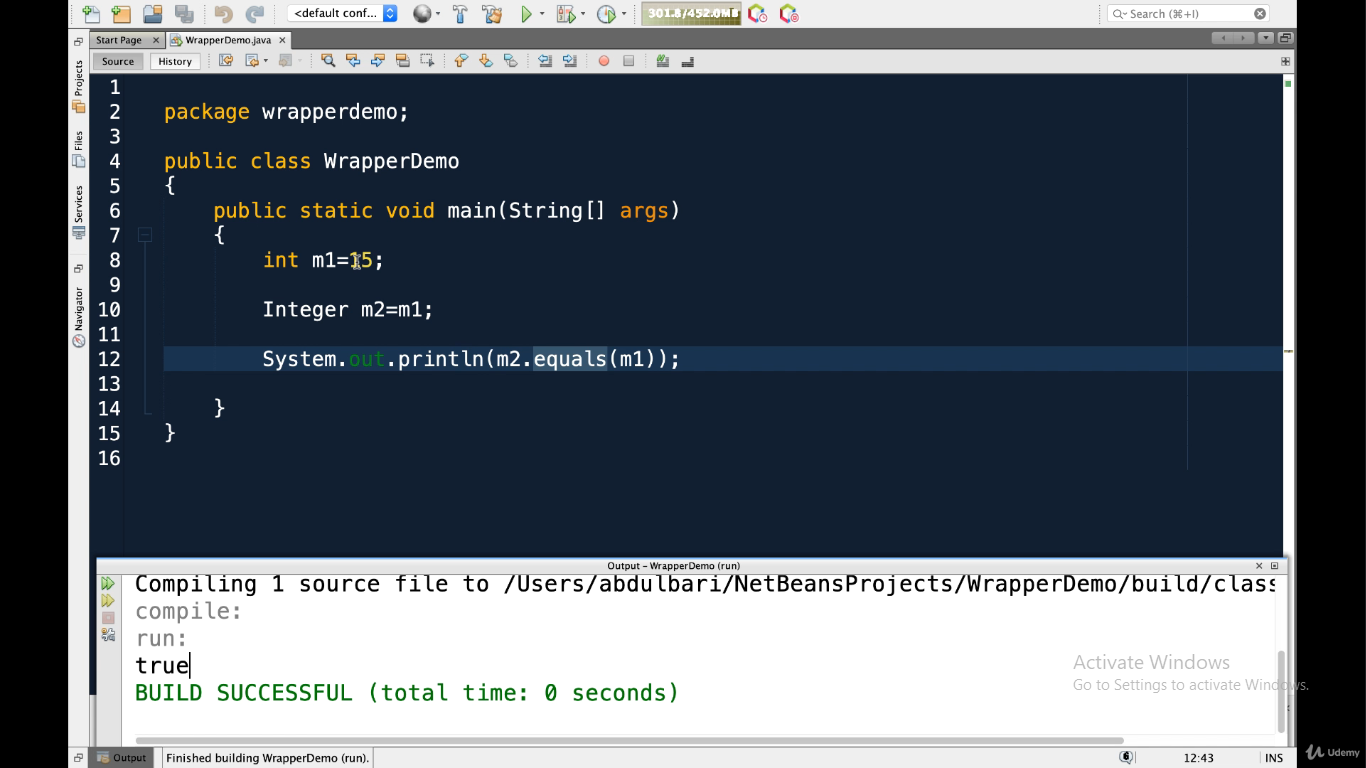 <default conf...
301.8/452.0MB
Search (⌘+I)
Start Page
WrapperDemo.java
Source
History
Projects
Files
Services
Navigator
1
2 package wrapperdemo;
3
4 public class WrapperDemo
5 {
6 public static void main(String[] args)
7 {
8 int m1=15;
9
10 Integer m2=m1;
11
12 System.out.println(m2.equals(m1));
13
14 }
15 }
16
Output - WrapperDemo (run)
Compiling 1 source file to /Users/abdulbari/NetBeansProjects/WrapperDemo/build/class
compile:
run:
true
BUILD SUCCESSFUL (total time: 0 seconds)
Activate Windows
Go to Settings to activate Windows.
Output
Finished building WrapperDemo (run).
6
12:43
INS
Udemy